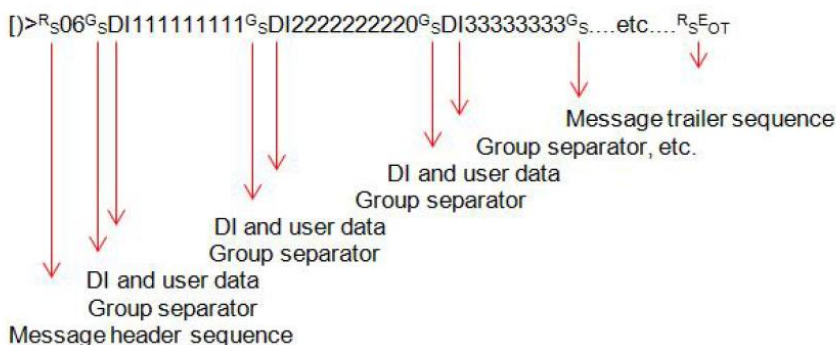 [)>ᴿS06ᴳSDI1111111111ᴳSDI2222222220ᴳSDI33333333ᴳS....etc....ᴿSᴱOT
Message trailer sequence
Group separator, etc.
DI and user data
Group separator
DI and user data
Group separator
DI and user data
Group separator
Message header sequence